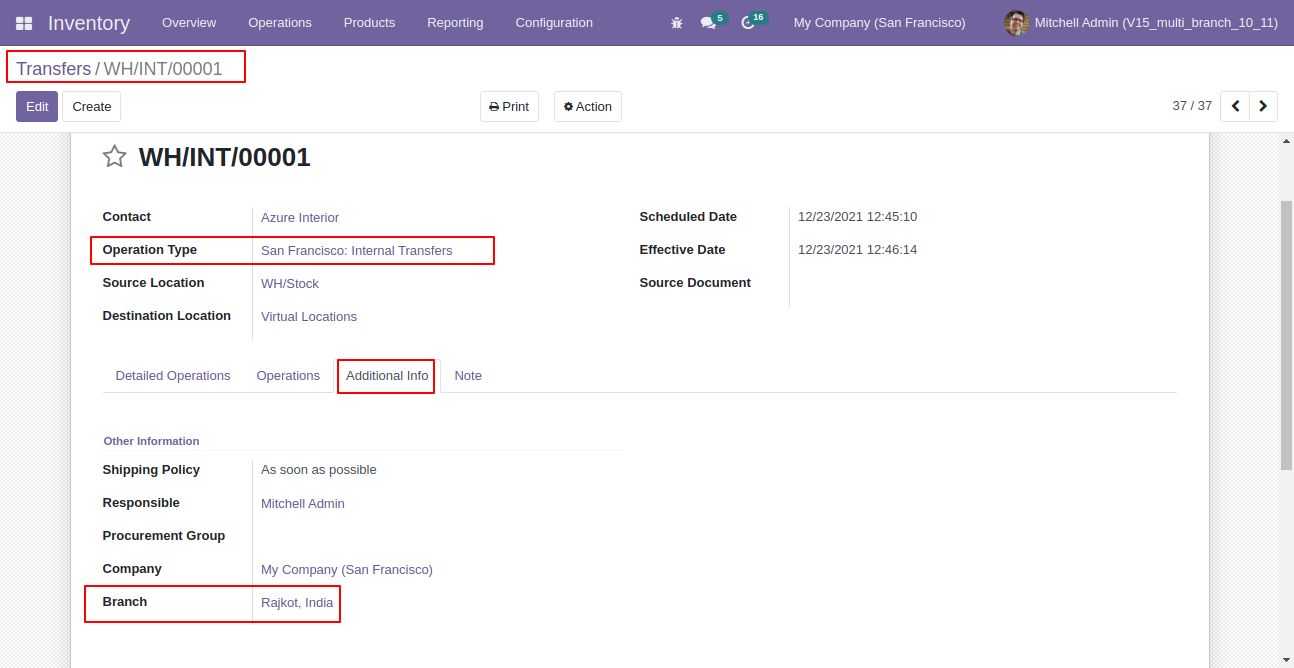 Inventory Overview Operations Products Reporting Configuration 5 16 My Company (San Francisco) Mitchell Admin (V15_multi_branch_10_11)
Transfers / WH/INT/00001
Edit Create Print Action 37 / 37
WH/INT/00001
Contact Azure Interior Scheduled Date 12/23/2021 12:45:10
Operation Type San Francisco: Internal Transfers Effective Date 12/23/2021 12:46:14
Source Location WH/Stock Source Document
Destination Location Virtual Locations
Detailed Operations Operations Additional Info Note
Other Information
Shipping Policy As soon as possible
Responsible Mitchell Admin
Procurement Group
Company My Company (San Francisco)
Branch Rajkot, India